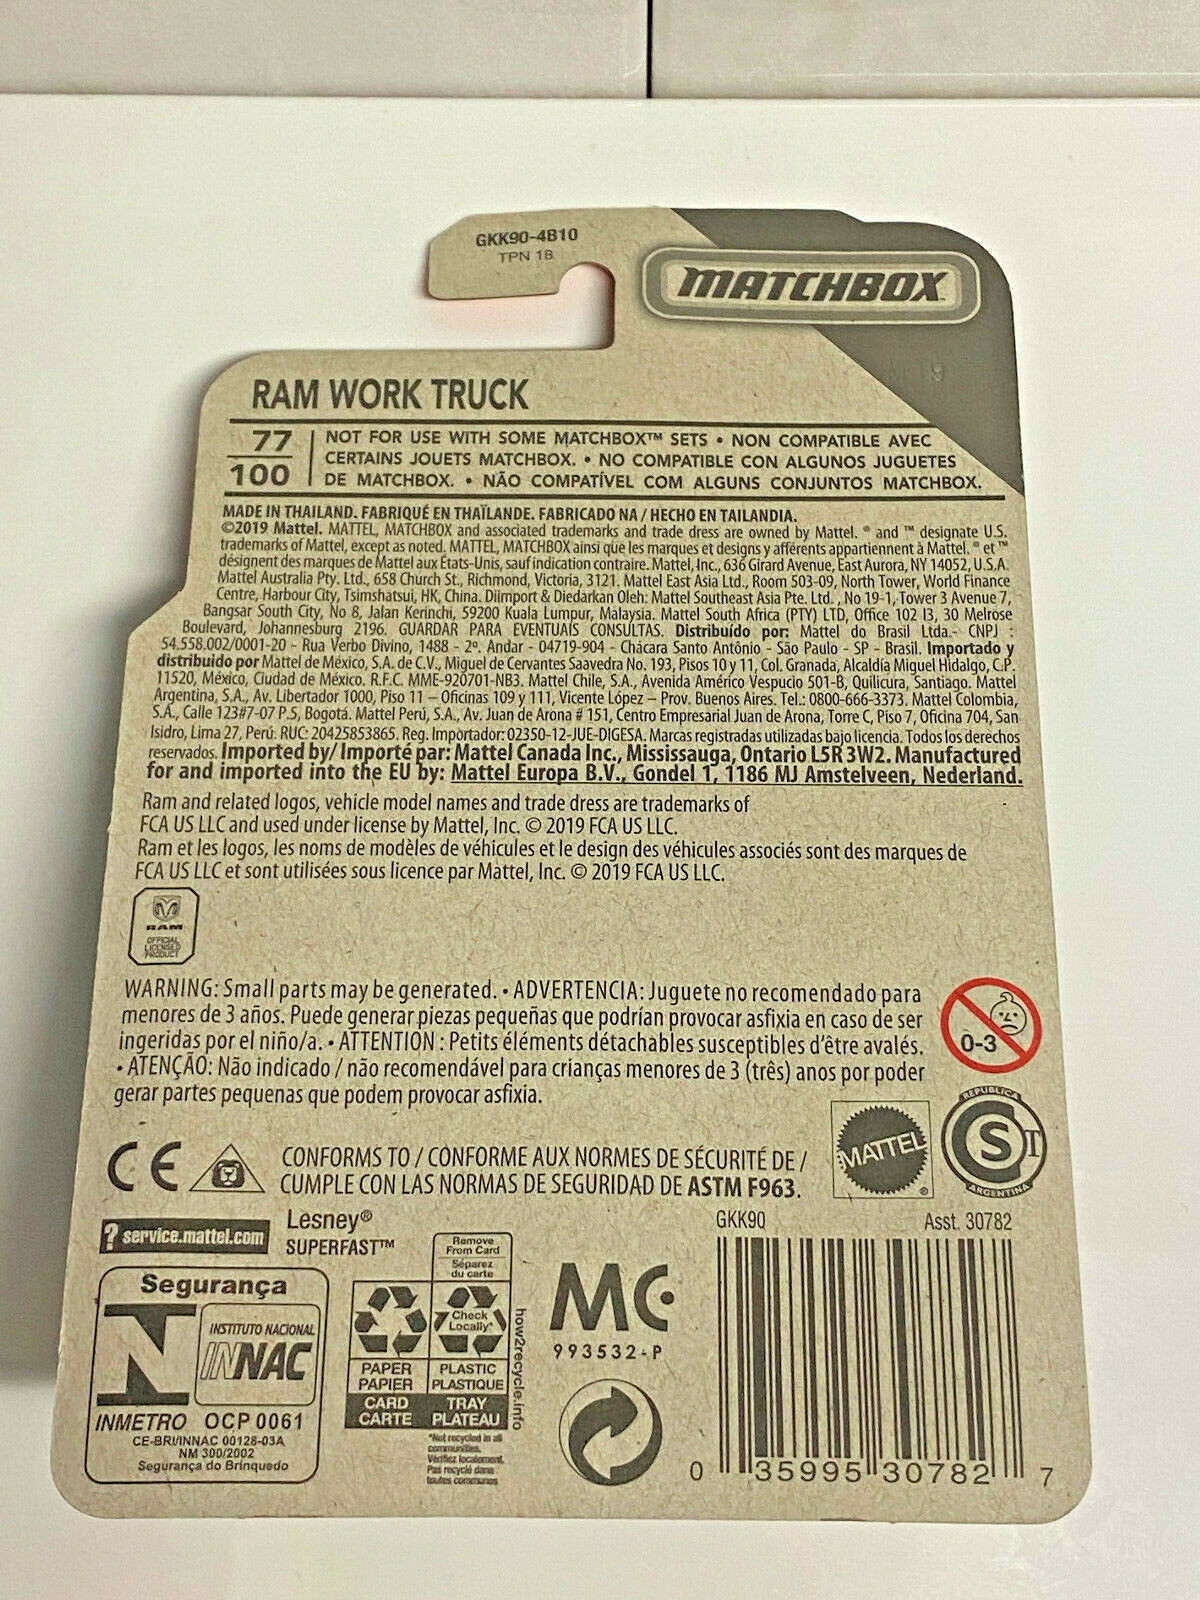 GKK90-4B10
TPN 18
MATCHBOX
9
RAM WORK TRUCK
77
100
NOT FOR USE WITH SOME MATCHBOX™ SETS • NON COMPATIBLE AVEC
CERTAINS JOUETS MATCHBOX. • NO COMPATIBLE CON ALGUNOS JUGUETES
DE MATCHBOX. • NÃO COMPATÍVEL COM ALGUNS CONJUNTOS MATCHBOX.
MADE IN THAILAND. FABRIQUÉ EN THAÏLANDE. FABRICADO NA / HECHO EN TAILANDIA.
©2019 Mattel. MATTEL, MATCHBOX and associated trademarks and trade dress are owned by Mattel. ® and ™ designate U.S.
trademarks of Mattel, except as noted. MATTEL, MATCHBOX ainsi que les marques et designs y afférents appartiennent à Mattel. ® et ™
désignent des marques de Mattel aux États-Unis, sauf indication contraire. Mattel, Inc., 636 Girard Avenue, East Aurora, NY 14052, U.S.A.
Mattel Australia Pty. Ltd., 658 Church St., Richmond, Victoria, 3121. Mattel East Asia Ltd., Room 503-09, North Tower, World Finance
Centre, Harbour City, Tsimshatsui, HK, China. Diimport & Diedarkan Oleh: Mattel Southeast Asia Pte. Ltd. , No 19-1, Tower 3 Avenue 7,
Bangsar South City, No 8, Jalan Kerinchi, 59200 Kuala Lumpur, Malaysia. Mattel South Africa (PTY) LTD, Office 102 I3, 30 Melrose
Boulevard, Johannesburg 2196. GUARDAR PARA EVENTUAIS CONSULTAS. Distribuído por: Mattel do Brasil Ltda.- CNPJ :
54.558.002/0001-20 - Rua Verbo Divino, 1488 - 2º. Andar - 04719-904 - Chácara Santo Antônio - São Paulo - SP - Brasil. Importado y
distribuido por Mattel de México, S.A. de C.V., Miguel de Cervantes Saavedra No. 193, Pisos 10 y 11, Col. Granada, Alcaldía Miguel Hidalgo, C.P.
11520, México, Ciudad de México. R.F.C. MME-920701-NB3. Mattel Chile, S.A., Avenida Américo Vespucio 501-B, Quilicura, Santiago. Mattel
Argentina, S.A., Av. Libertador 1000, Piso 11 – Oficinas 109 y 111, Vicente López – Prov. Buenos Aires. Tel.: 0800-666-3373. Mattel Colombia,
S.A., Calle 123#7-07 P.5, Bogotá. Mattel Perú, S.A., Av. Juan de Arona # 151, Centro Empresarial Juan de Arona, Torre C, Piso 7, Oficina 704, San
Isidro, Lima 27, Perú. RUC: 20425853865. Reg. Importador: 02350-12-JUE-DIGESA. Marcas registradas utilizadas bajo licencia. Todos los derechos
reservados. Imported by/ Importé par: Mattel Canada Inc., Mississauga, Ontario L5R 3W2. Manufactured
for and imported into the EU by: Mattel Europa B.V., Gondel 1, 1186 MJ Amstelveen, Nederland.
Ram and related logos, vehicle model names and trade dress are trademarks of
FCA US LLC and used under license by Mattel, Inc. © 2019 FCA US LLC.
Ram et les logos, les noms de modèles de véhicules et le design des véhicules associés sont des marques de
FCA US LLC et sont utilisées sous licence par Mattel, Inc. © 2019 FCA US LLC.
RAM
OFFICIAL
LICENSED
PRODUCT
WARNING: Small parts may be generated. • ADVERTENCIA: Juguete no recomendado para
menores de 3 años. Puede generar piezas pequeñas que podrían provocar asfixia en caso de ser
ingeridas por el niño/a. • ATTENTION : Petits éléments détachables susceptibles d'être avalés.
• ATENÇÃO: Não indicado / não recomendável para crianças menores de 3 (três) anos por poder
gerar partes pequenas que podem provocar asfixia.
0-3
CE
CONFORMS TO / CONFORME AUX NORMES DE SÉCURITÉ DE /
CUMPLE CON LAS NORMAS DE SEGURIDAD DE ASTM F963.
MATTEL®
REPUBLICA
S T
ARGENTINA
? service.mattel.com
Lesney®
SUPERFAST™
GKK90
Asst. 30782
Segurança
INSTITUTO NACIONAL
INNAC
INMETRO OCP 0061
CE-BRI/INNAC 00128-03A
NM 300/2002
Segurança do Brinquedo
Remove
From Card
Séparez
du carte
Check
Locally*
PAPER
PAPIER
CARD
CARTE
PLASTIC
PLASTIQUE
TRAY
PLATEAU
how2recycle.info
*Not recycled in all
communities.
Vérifiez localement.
Pas recyclé dans
toutes communes
MC
993532-P
0 35995 30782 7